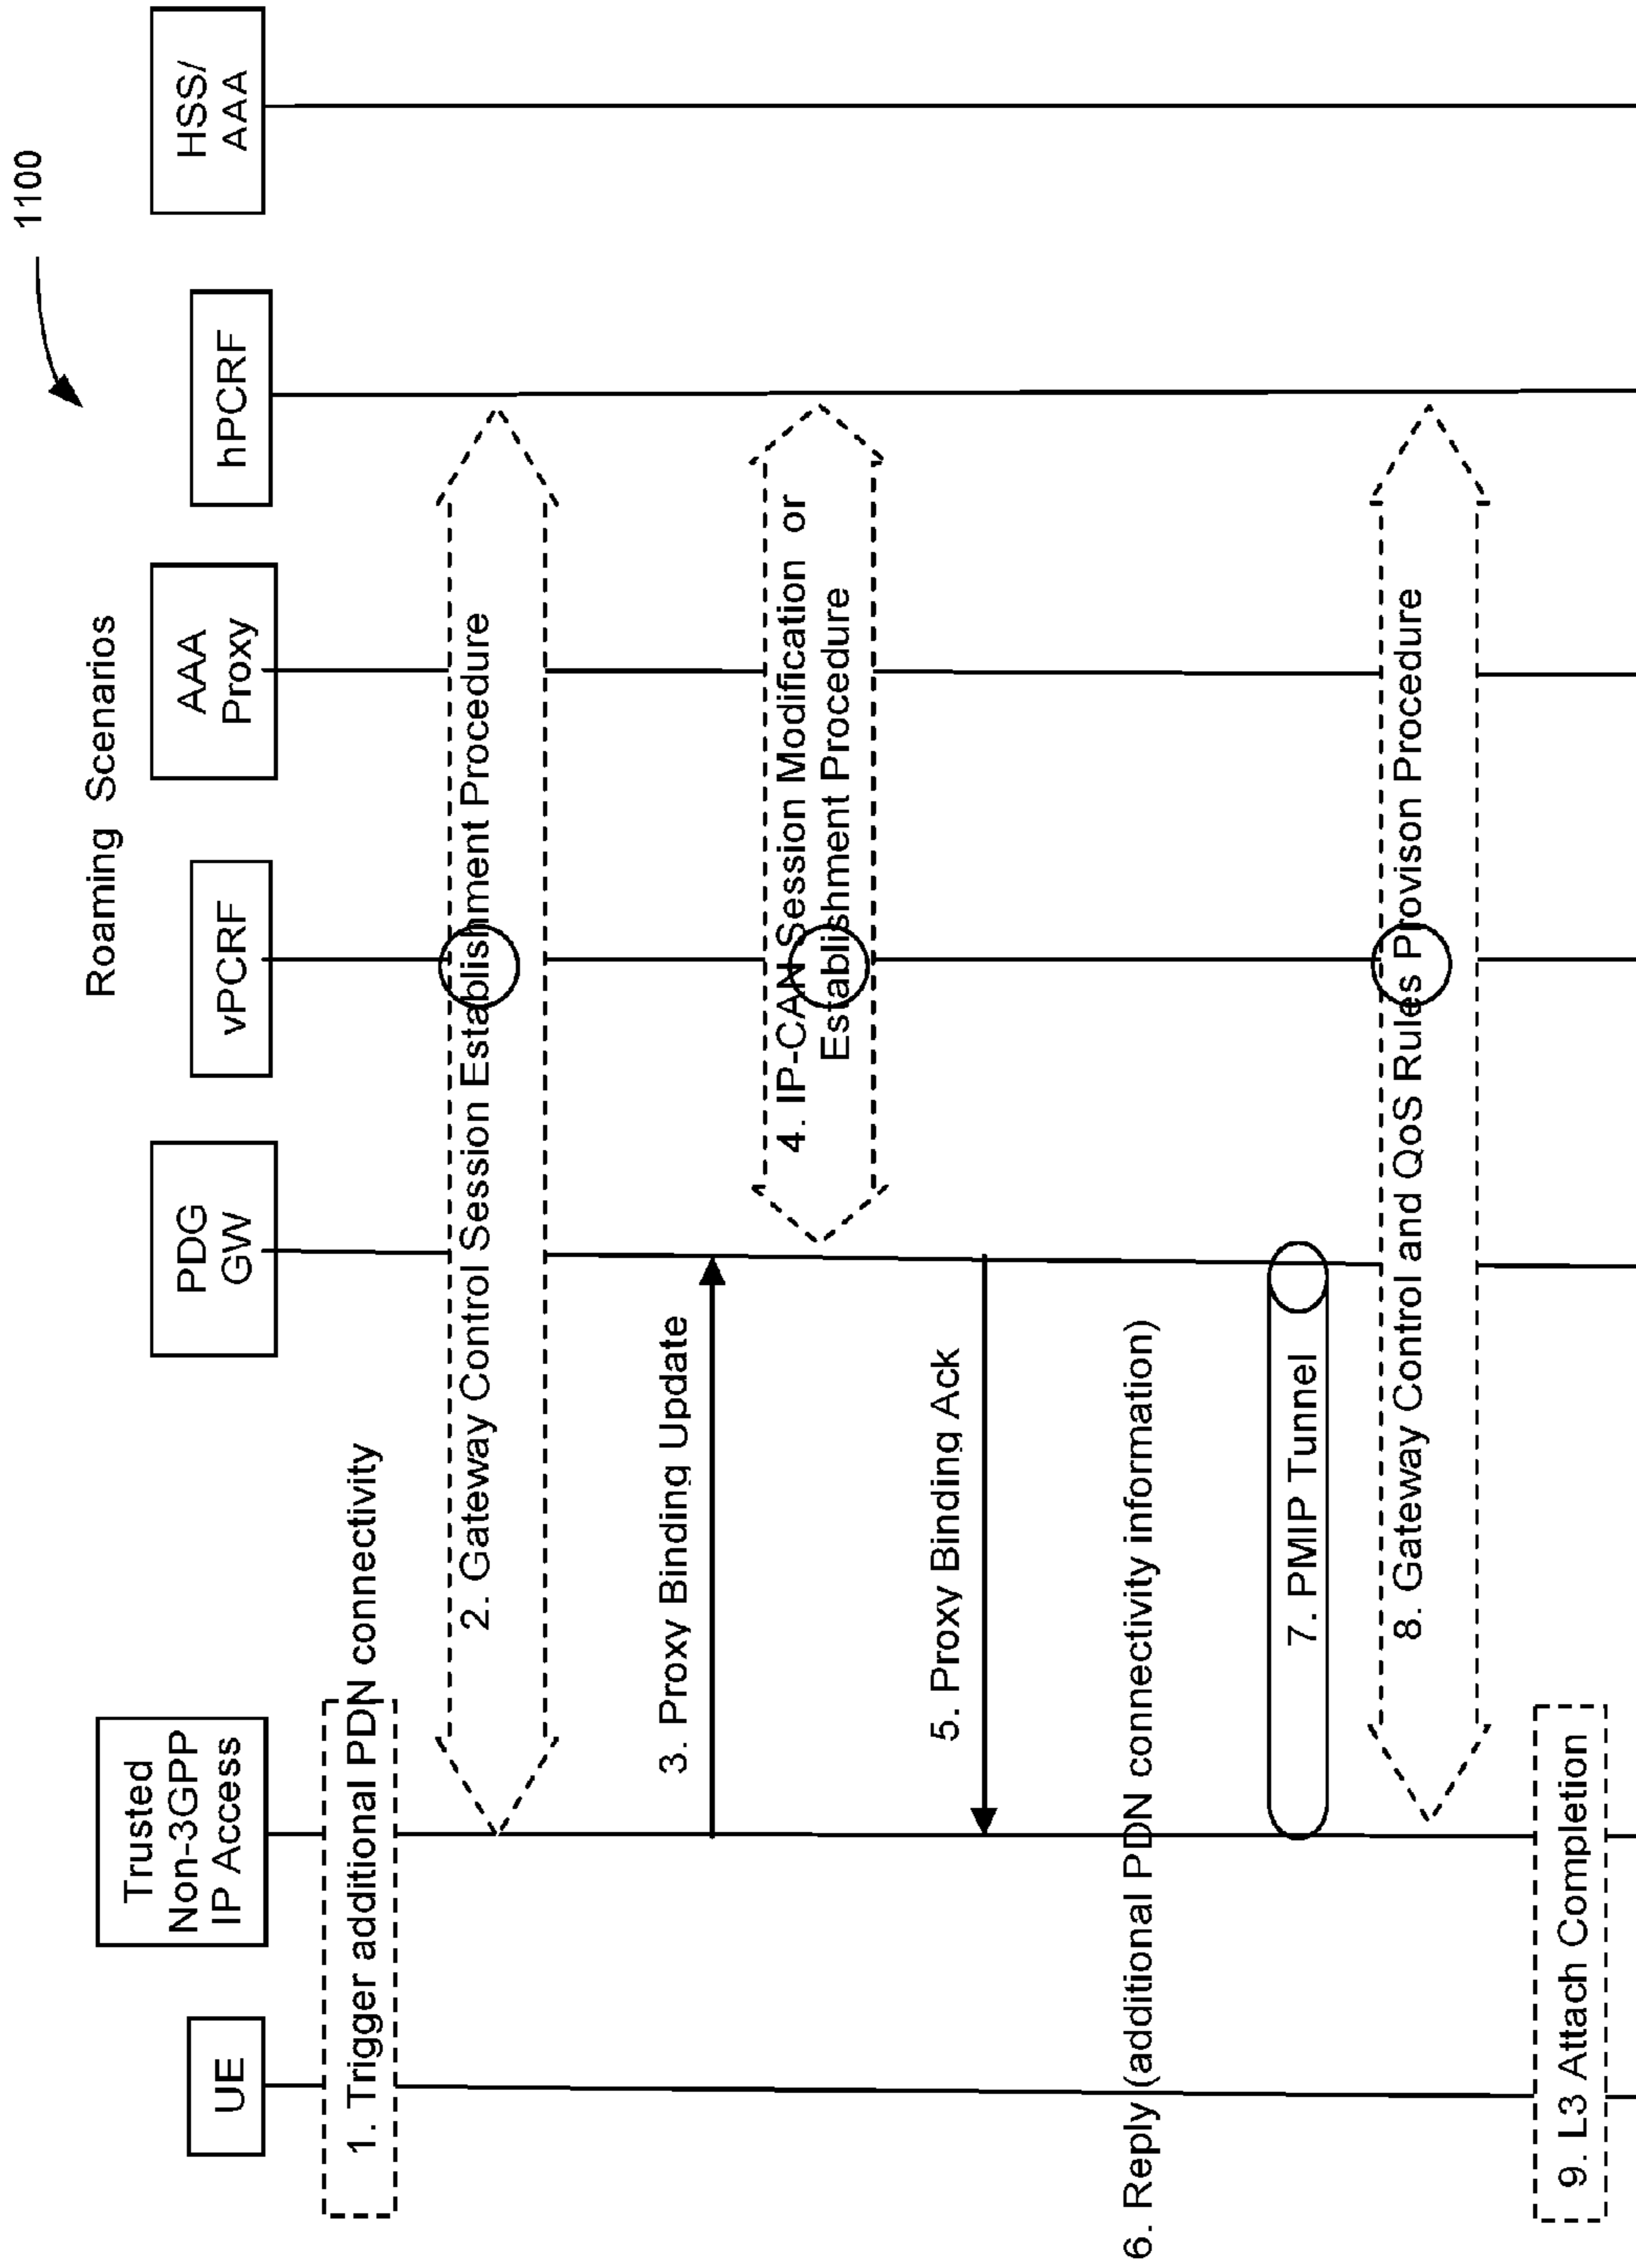 1100
Roaming Scenarios
UE
Trusted
Non-3GPP
IP Access
PDG
GW
vPCRF
AAA
Proxy
hPCRF
HSS/
AAA
1. Trigger additional PDN connectivity
2. Gateway Control Session Establishment Procedure
3. Proxy Binding Update
4. IP-CAN Session Modification or
Establishment Procedure
5. Proxy Binding Ack
6. Reply (additional PDN connectivity information)
7. PMIP Tunnel
8. Gateway Control and QoS Rules Provison Procedure
9. L3 Attach Completion